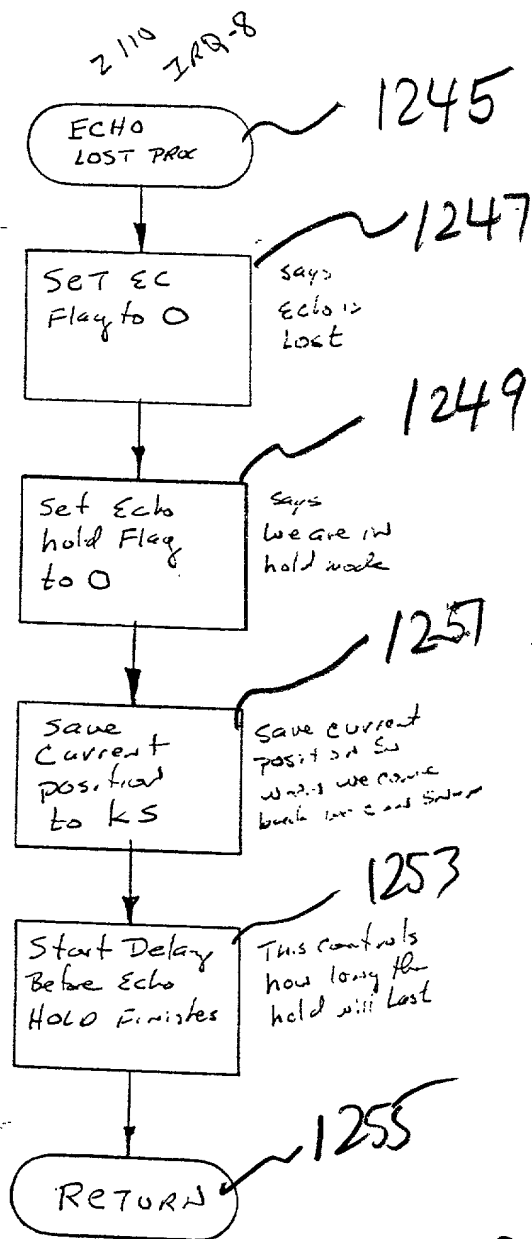 2110 IRQ-8
ECHO
LOST PROC
1245
SET EC
Flag to 0
says
Echo is
Lost
1247
Set Echo
hold Flag
to 0
says
we are in
hold mode
1249
Save
Current
position
to KS
Save current
position so
when we come
back we can
1251
Start Delay
Before Echo
HOLD Finishes
This controls
how long the
hold will last
1253
RETURN
1255